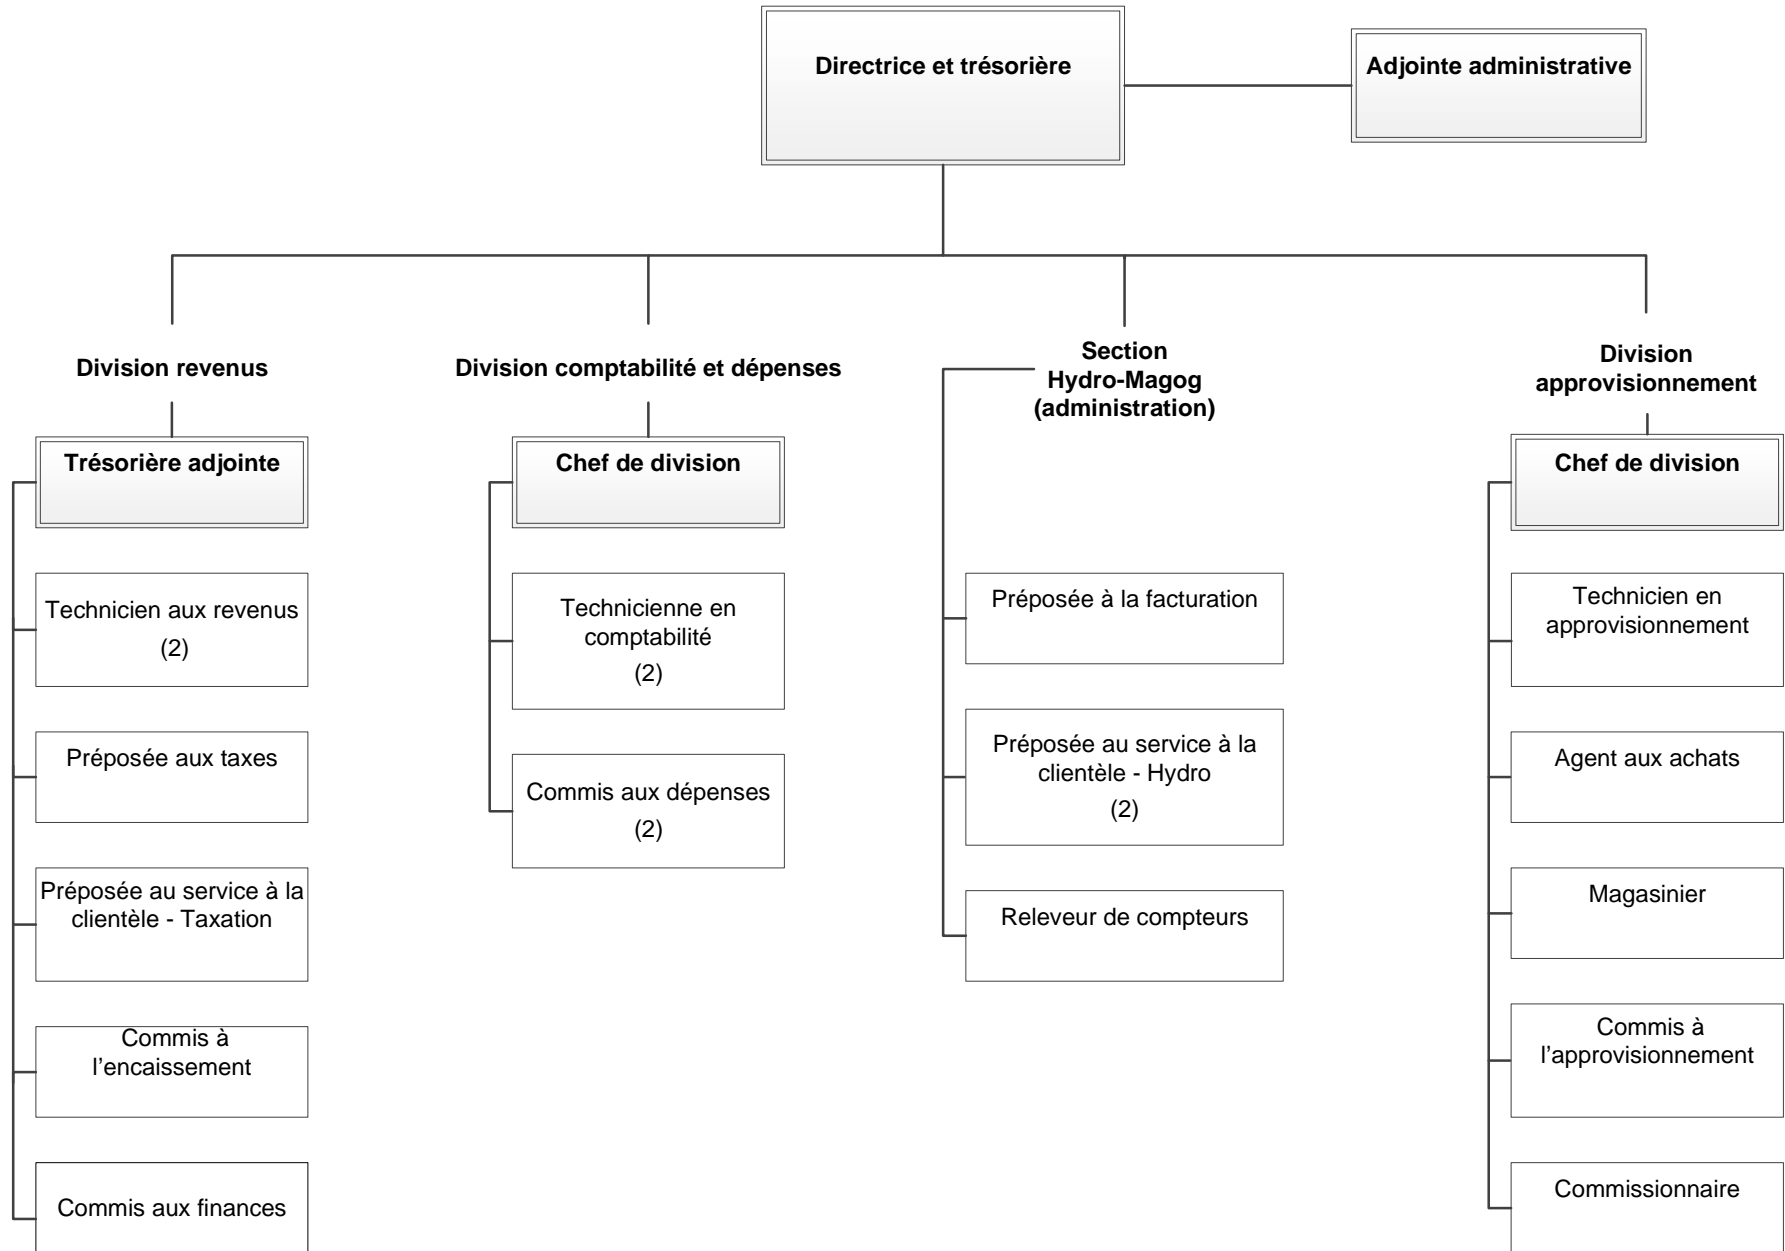 Directrice et trésorière
Adjointe administrative
Division revenus
Trésorière adjointe
Technicien aux revenus
(2)
Préposée aux taxes
Préposée au service à la
clientèle - Taxation
Commis à
l’encaissement
Commis aux finances
Division comptabilité et dépenses
Chef de division
Technicienne en
comptabilité
(2)
Commis aux dépenses
(2)
Section
Hydro-Magog
(administration)
Préposée à la facturation
Préposée au service à la
clientèle - Hydro
(2)
Releveur de compteurs
Division
approvisionnement
Chef de division
Technicien en
approvisionnement
Agent aux achats
Magasinier
Commis à
l’approvisionnement
Commissionnaire